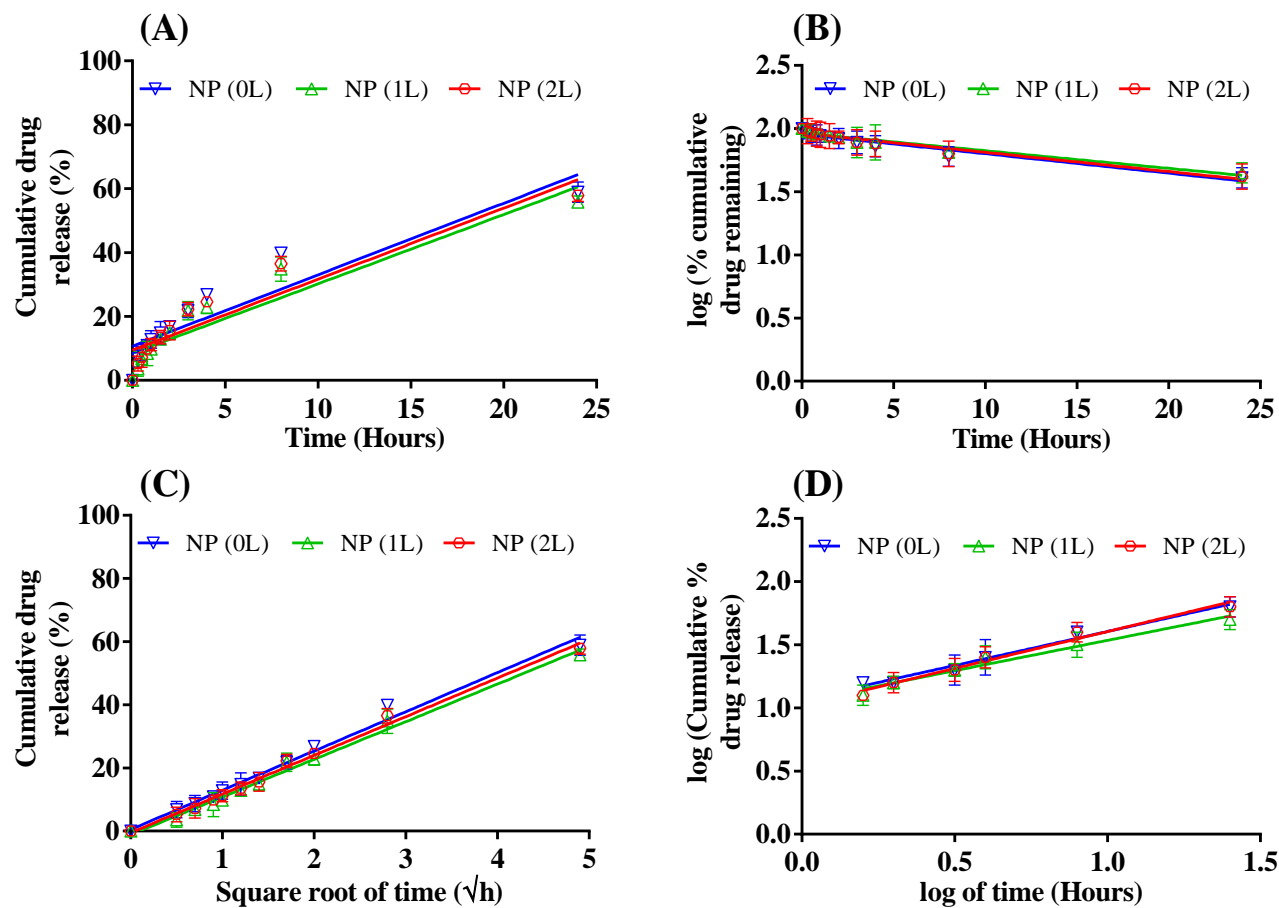 (A)
Cumulative drug
release (%)
100
80
60
40
20
0
NP (0L) NP (1L) NP (2L)
0 5 10 15 20 25
Time (Hours)
(B)
log (% cumulative
drug remaining
2.5
2.0
1.5
1.0
0.5
0.0
NP (0L) NP (1L) NP (2L)
0 5 10 15 20 25
Time (Hours)
(C)
Cumulative drug
release (%)
100
80
60
40
20
0
NP (0L) NP (1L) NP (2L)
0 1 2 3 4 5
Square root of time (√h)
(D)
log (Cumulative %
drug release)
2.5
2.0
1.5
1.0
0.5
0.0
NP (0L) NP (1L) NP (2L)
0.0 0.5 1.0 1.5
log of time (Hours)